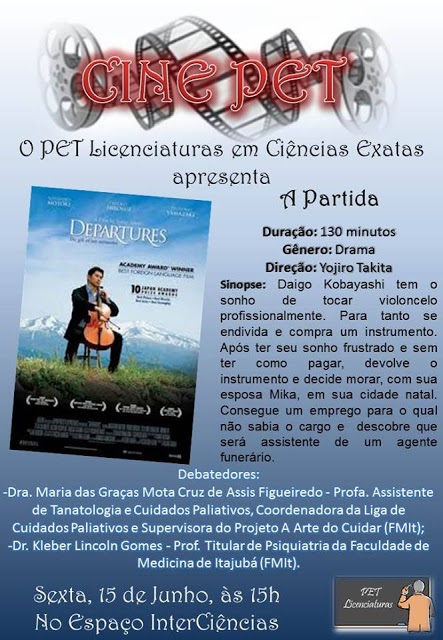 CINE PET
O PET Licenciaturas em Ciências Exatas
apresenta
A Partida
Duração: 130 minutos
Gênero: Drama
Direção: Yojiro Takita
Sinopse: Daigo Kobayashi tem o
sonho de tocar violoncelo
profissionalmente. Para tanto se
endivida e compra um instrumento.
Após ter seu sonho frustrado e sem
ter como pagar, devolve o
instrumento e decide morar, com sua
esposa Mika, em sua cidade natal.
Consegue um emprego para o qual
não sabia o cargo e descobre que
será assistente de um agente
funerário.
MOTOKI
YAMAZAKI
DEPARTURES
ACADEMY AWARD WINNER
BEST FOREIGN LANGUAGE FILM
10 JAPAN ACADEMY
PRIZE AWARDS
Debatedores:
-Dra. Maria das Graças Mota Cruz de Assis Figueiredo - Profa. Assistente
de Tanatologia e Cuidados Paliativos, Coordenadora da Liga de
Cuidados Paliativos e Supervisora do Projeto A Arte do Cuidar (FMIt);
-Dr. Kleber Lincoln Gomes - Prof. Titular de Psiquiatria da Faculdade de
Medicina de Itajubá (FMIt).
Sexta, 15 de Junho, às 15h
No Espaço InterCiências
PET
Licenciaturas